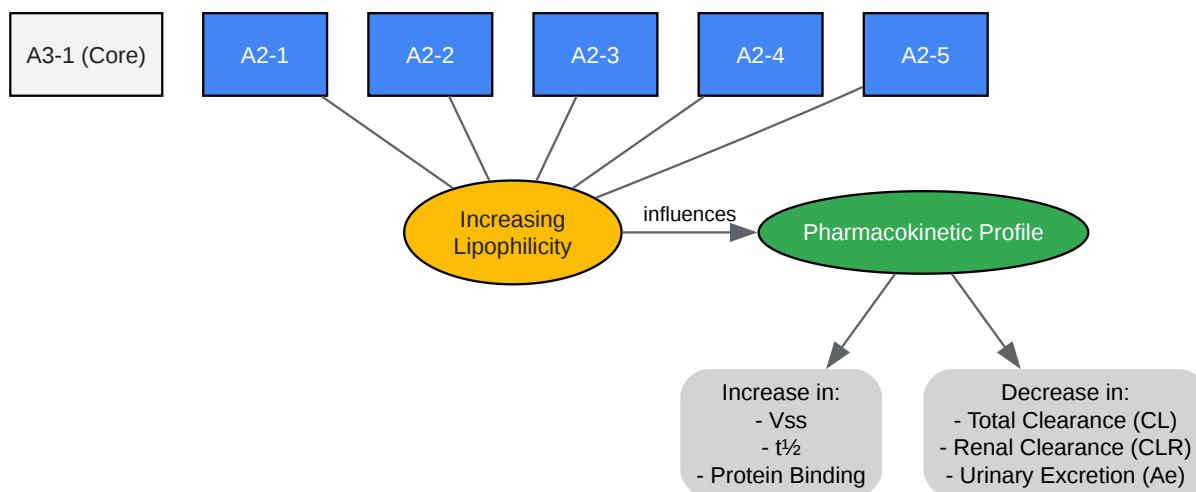 A3-1 (Core)
A2-1
A2-2
A2-3
A2-4
A2-5
Increasing
Lipophilicity
influences
Pharmacokinetic Profile
Increase in:
- Vss
- t½
- Protein Binding
Decrease in:
- Total Clearance (CL)
- Renal Clearance (CLR)
- Urinary Excretion (Ae)